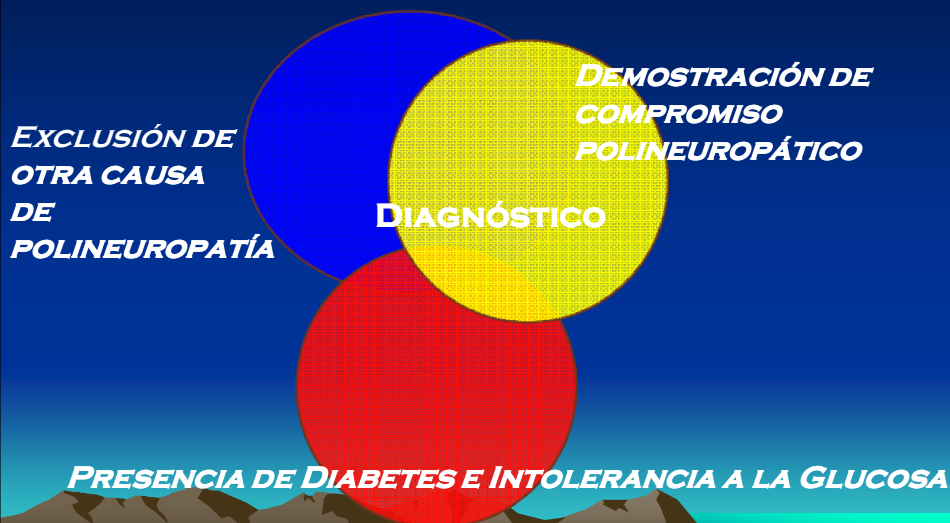 Exclusión de
otra causa
de
polineuropatía
Demostración de
compromiso
polineuropático
Diagnóstico
Presencia de Diabetes e Intolerancia a la Glucosa